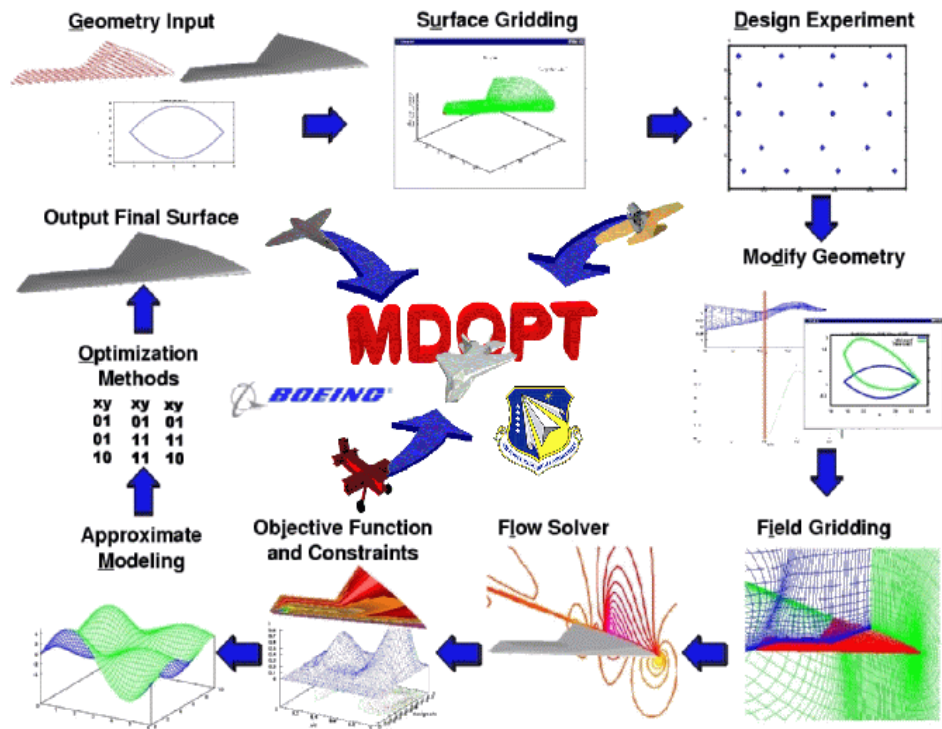 Geometry Input
Surface Gridding
Design Experiment
Output Final Surface
Modify Geometry
MDOPT
Optimization
Methods
xy xy xy
01 01 01
01 11 11
10 11 10
BOEING®
Approximate
Modeling
Objective Function
and Constraints
Flow Solver
Field Gridding